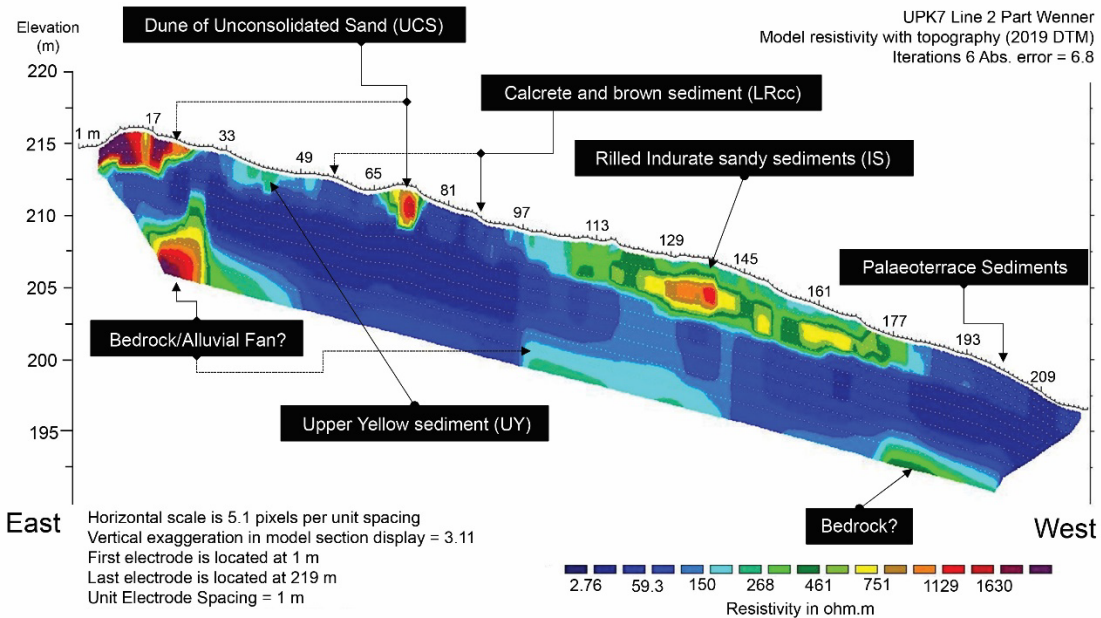 UPK7 Line 2 Part Wenner
Model resistivity with topography (2019 DTM)
Iterations 6 Abs. error = 6.8
Elevation
(m)
Dune of Unconsolidated Sand (UCS)
Calcrete and brown sediment (LRcc)
Rilled Indurate sandy sediments (IS)
Palaeoterrace Sediments
220
215
210
205
200
195
1 m
17
33
49
65
81
97
113
129
145
161
177
193
209
Bedrock/Alluvial Fan?
Upper Yellow sediment (UY)
Bedrock?
East
West
Horizontal scale is 5.1 pixels per unit spacing
Vertical exaggeration in model section display = 3.11
First electrode is located at 1 m
Last electrode is located at 219 m
Unit Electrode Spacing = 1 m
2.76 59.3 150 268 461 751 1129 1630
Resistivity in ohm.m